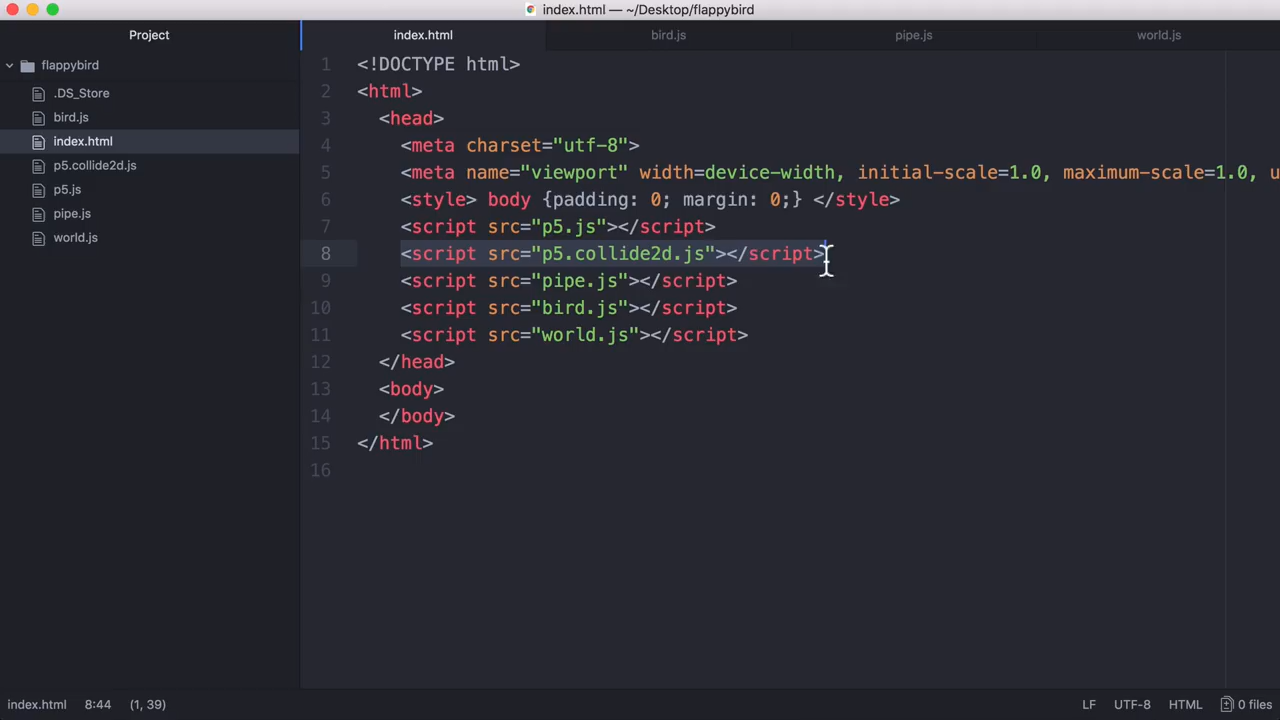 index.html — ~/Desktop/flappybird
Project
index.html
bird.js
pipe.js
world.js
flappybird
.DS_Store
bird.js
index.html
p5.collide2d.js
p5.js
pipe.js
world.js
1 <!DOCTYPE html>
2 <html>
3 <head>
4 <meta charset="utf-8">
5 <meta name="viewport" width=device-width, initial-scale=1.0, maximum-scale=1.0, u
6 <style> body {padding: 0; margin: 0;} </style>
7 <script src="p5.js"></script>
8 <script src="p5.collide2d.js"></script>
9 <script src="pipe.js"></script>
10 <script src="bird.js"></script>
11 <script src="world.js"></script>
12 </head>
13 <body>
14 </body>
15 </html>
16
index.html 8:44 (1, 39) LF UTF-8 HTML 0 files